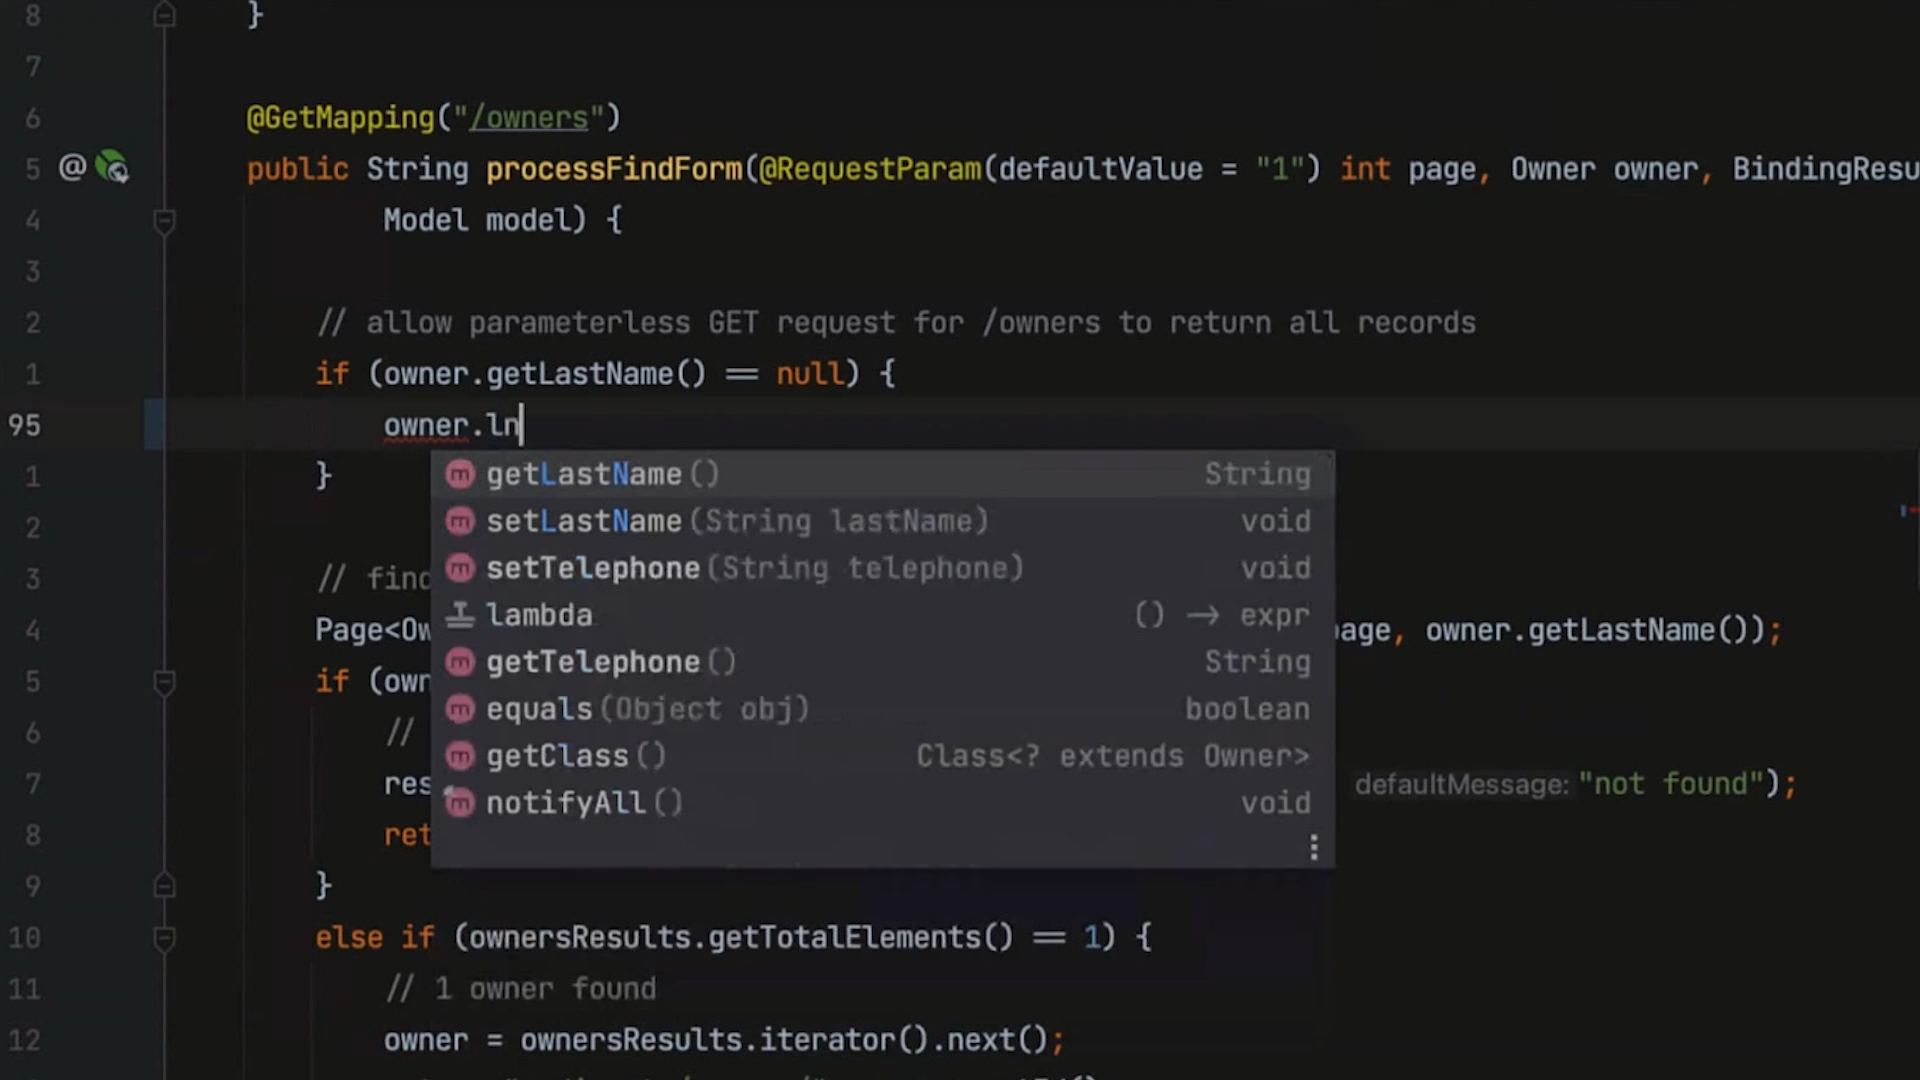 8 }
7
6 @GetMapping("/owners")
5 @ public String processFindForm(@RequestParam(defaultValue = "1") int page, Owner owner, BindingResu
4 Model model) {
3
2 // allow parameterless GET request for /owners to return all records
1 if (owner.getLastName() == null) {
95 owner.ln
1 }
getLastName() String
2
setLastName(String lastName) void
3 // find
setTelephone(String telephone) void
lambda () → expr
4 Page<Ow page, owner.getLastName());
getTelephone() String
5 if (own
equals(Object obj) boolean
6 //
getClass() Class<? extends Owner>
7 res defaultMessage: "not found");
notifyAll() void
8 ret
9 }
10 else if (ownersResults.getTotalElements() == 1) {
11 // 1 owner found
12 owner = ownersResults.iterator().next();